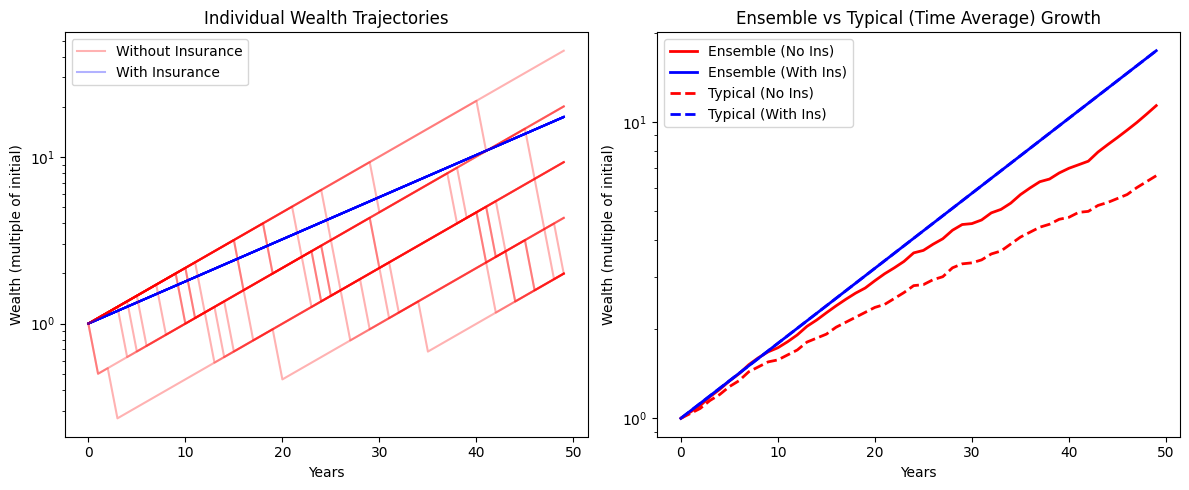 Individual Wealth Trajectories
Without Insurance
With Insurance
Wealth (multiple of initial)
10¹
10⁰
0 10 20 30 40 50
Years
Ensemble vs Typical (Time Average) Growth
Ensemble (No Ins)
Ensemble (With Ins)
Typical (No Ins)
Typical (With Ins)
Wealth (multiple of initial)
10¹
10⁰
0 10 20 30 40 50
Years